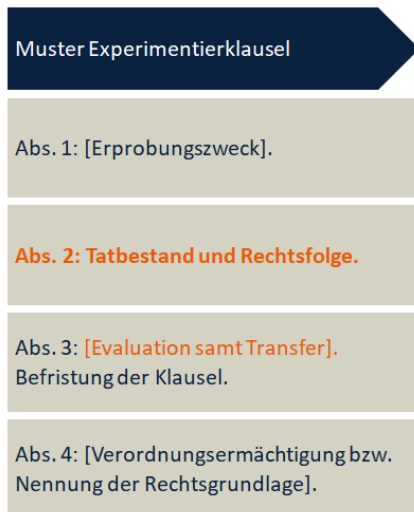 Muster Experimentierklausel
Abs. 1: [Erprobungszweck].
Abs. 2: Tatbestand und Rechtsfolge.
Abs. 3: [Evaluation samt Transfer].
Befristung der Klausel.
Abs. 4: [Verordnungsermächtigung bzw.
Nennung der Rechtsgrundlage].